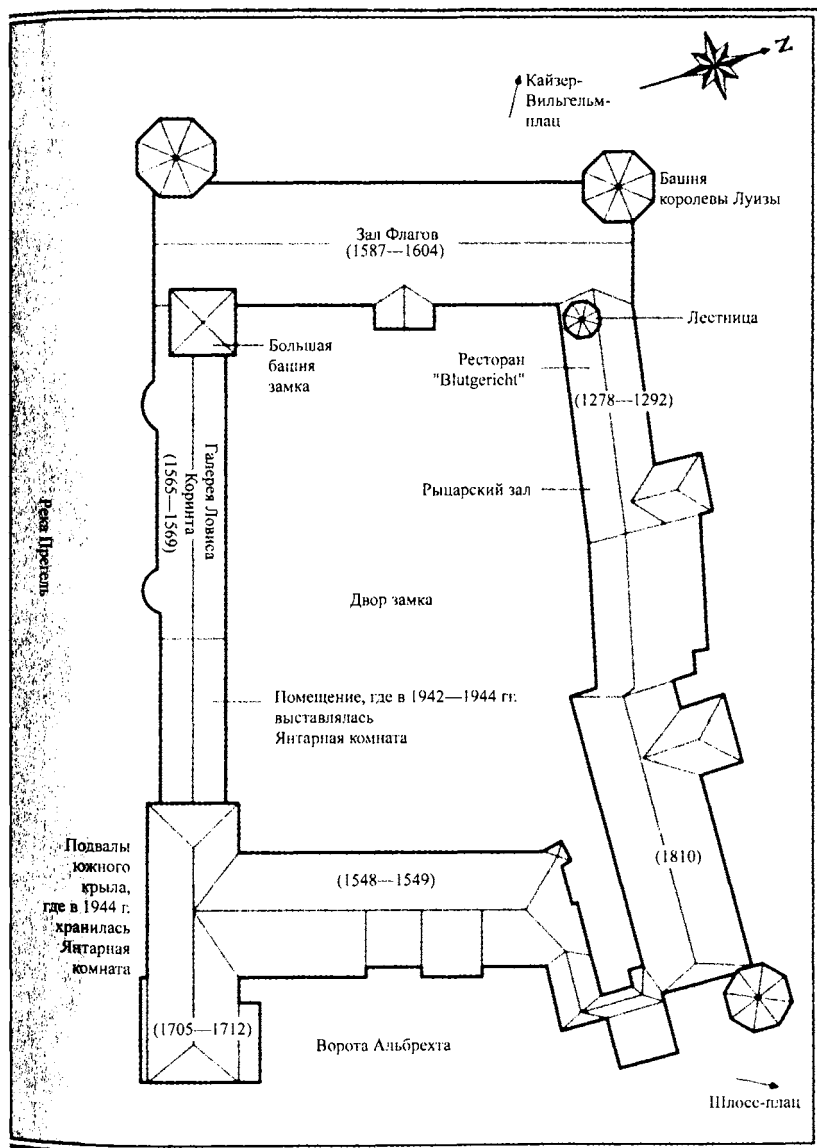 N
Кайзер-
Вильгельм-
плац
Башня
королевы Луизы
Зал Флагов
(1587—1604)
Лестница
Большая
башня
замка
Ресторан
"Blutgericht"
(1278—1292)
Галерея Ловиса
Коринта
(1565—1569)
Рыцарский зал
Река Прегель
Двор замка
Помещение, где в 1942—1944 гг.
выставлялась
Янтарная комната
Подвалы
южного
крыла,
где в 1944 г.
хранилась
Янтарная
комната
(1548—1549)
(1810)
(1705—1712)
Ворота Альбрехта
Шлосс-плац